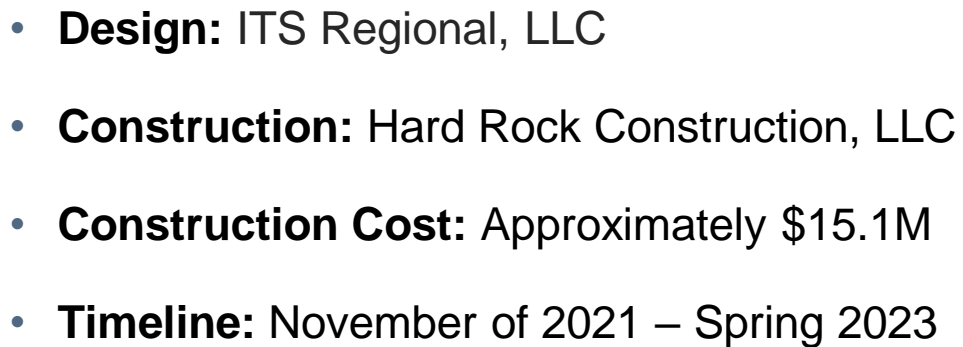 • Design: ITS Regional, LLC
• Construction: Hard Rock Construction, LLC
• Construction Cost: Approximately $15.1M
• Timeline: November of 2021 – Spring 2023